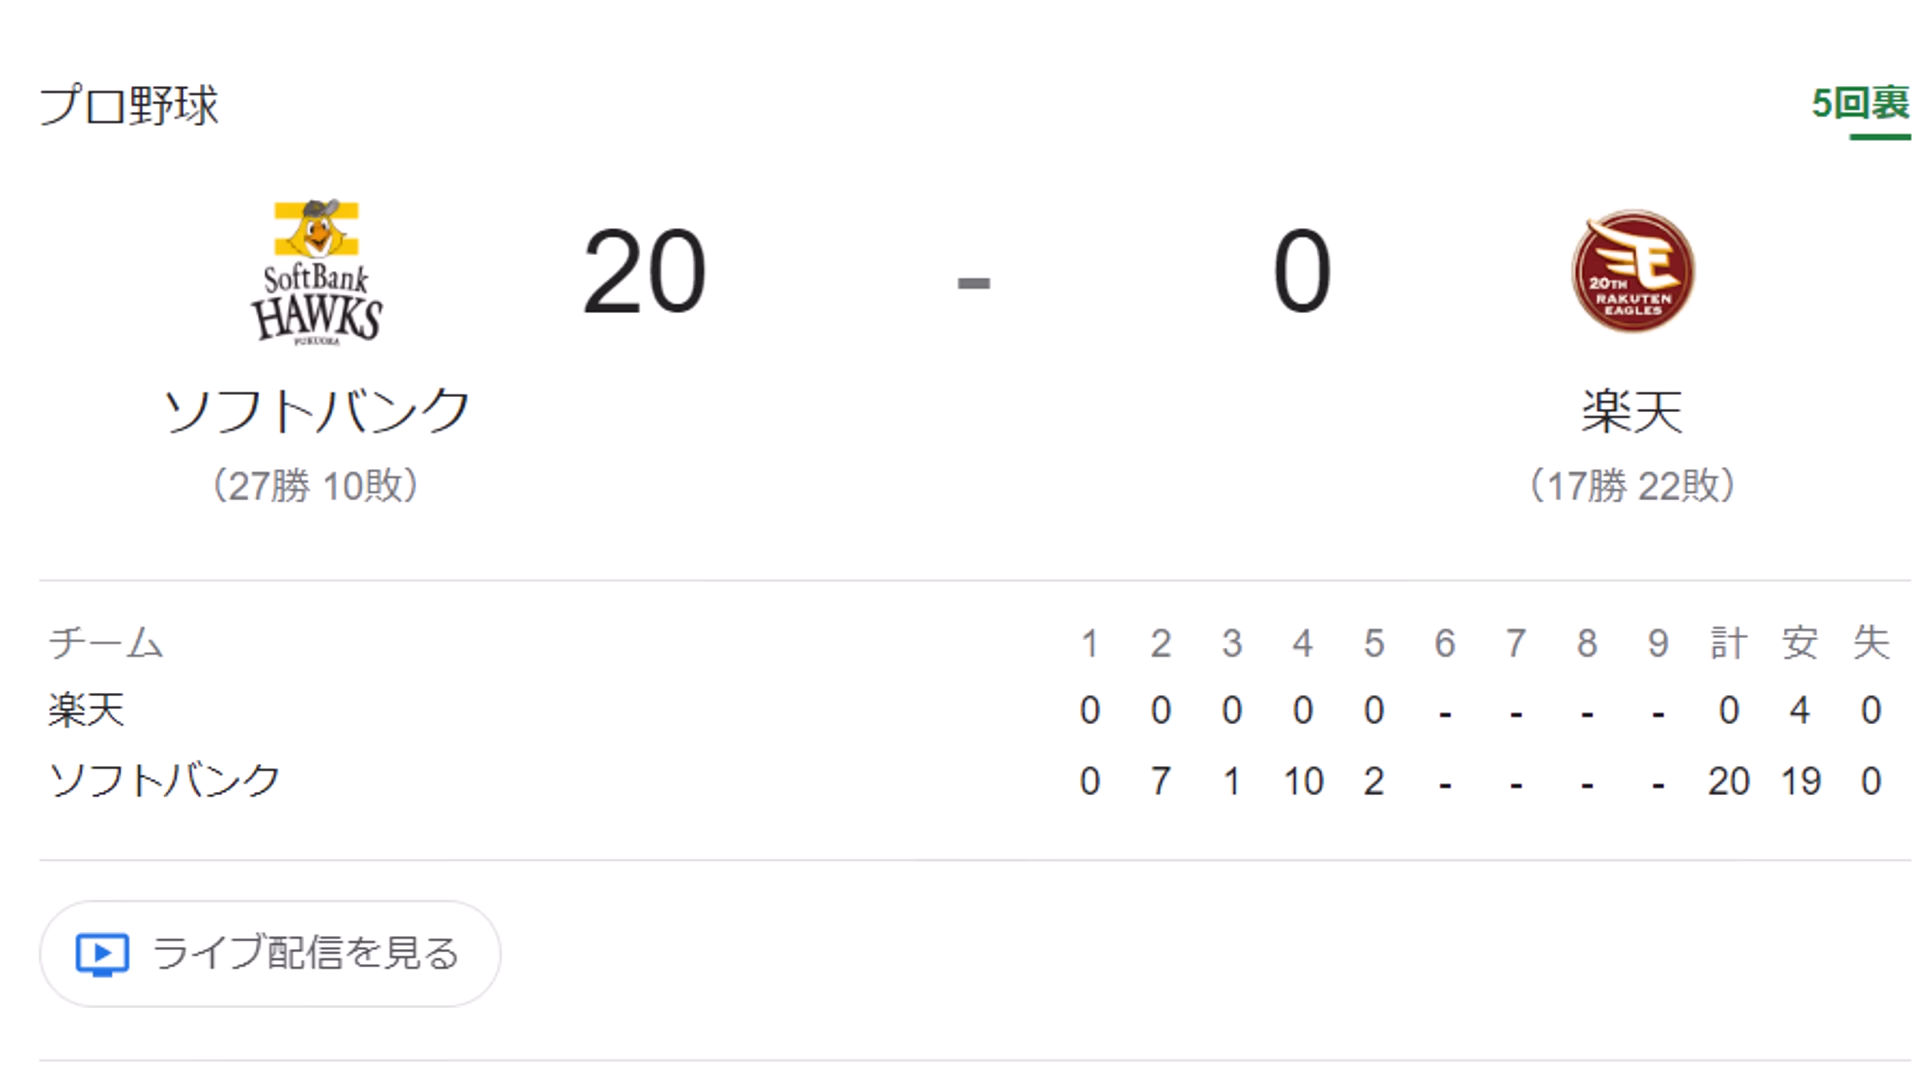 プロ野球
5回裏
SoftBank
HAWKS
FUKUOKA
20 - 0
20TH
RAKUTEN
EAGLES
ソフトバンク 楽天
（27勝 10敗） （17勝 22敗）
チーム 1 2 3 4 5 6 7 8 9 計 安 失
楽天 0 0 0 0 0 - - - - 0 4 0
ソフトバンク 0 7 1 10 2 - - - - 20 19 0
ライブ配信を見る